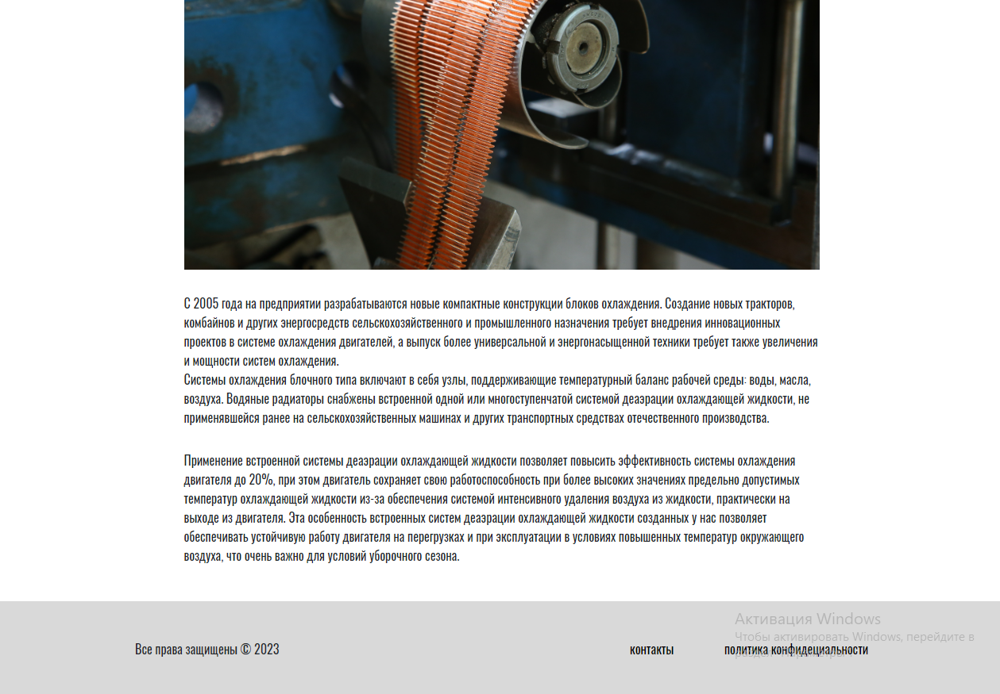 С 2005 года на предприятии разрабатываются новые компактные конструкции блоков охлаждения. Создание новых тракторов,
комбайнов и других энергосредств сельскохозяйственного и промышленного назначения требует внедрения инновационных
проектов в системе охлаждения двигателей, а выпуск более универсальной и энергонасыщенной техники требует также увеличения
и мощности систем охлаждения.
Системы охлаждения блочного типа включают в себя узлы, поддерживающие температурный баланс рабочей среды: воды, масла,
воздуха. Водяные радиаторы снабжены встроенной одной или многоступенчатой системой деаэрации охлаждающей жидкости, не
применявшейся ранее на сельскохозяйственных машинах и других транспортных средствах отечественного производства.
Применение встроенной системы деаэрации охлаждающей жидкости позволяет повысить эффективность системы охлаждения
двигателя до 20%, при этом двигатель сохраняет свою работоспособность при более высоких значениях предельно допустимых
температур охлаждающей жидкости из-за обеспечения системой интенсивного удаления воздуха из жидкости, практически на
выходе из двигателя. Эта особенность встроенных систем деаэрации охлаждающей жидкости созданных у нас позволяет
обеспечивать устойчивую работу двигателя на перегрузках и при эксплуатации в условиях повышенных температур окружающего
воздуха, что очень важно для условий уборочного сезона.
Активация Windows
Чтобы активировать Windows, перейдите в
раздел "Параметры".
Все права защищены © 2023
контакты
политика конфидециальности